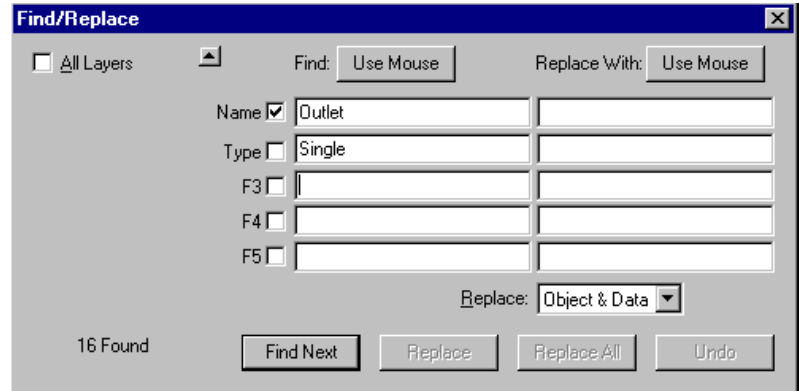 Find/Replace
All Layers Find: Use Mouse Replace With: Use Mouse
Name Outlet
Type Single
F3
F4
F5
Replace: Object & Data
16 Found Find Next Replace Replace All Undo